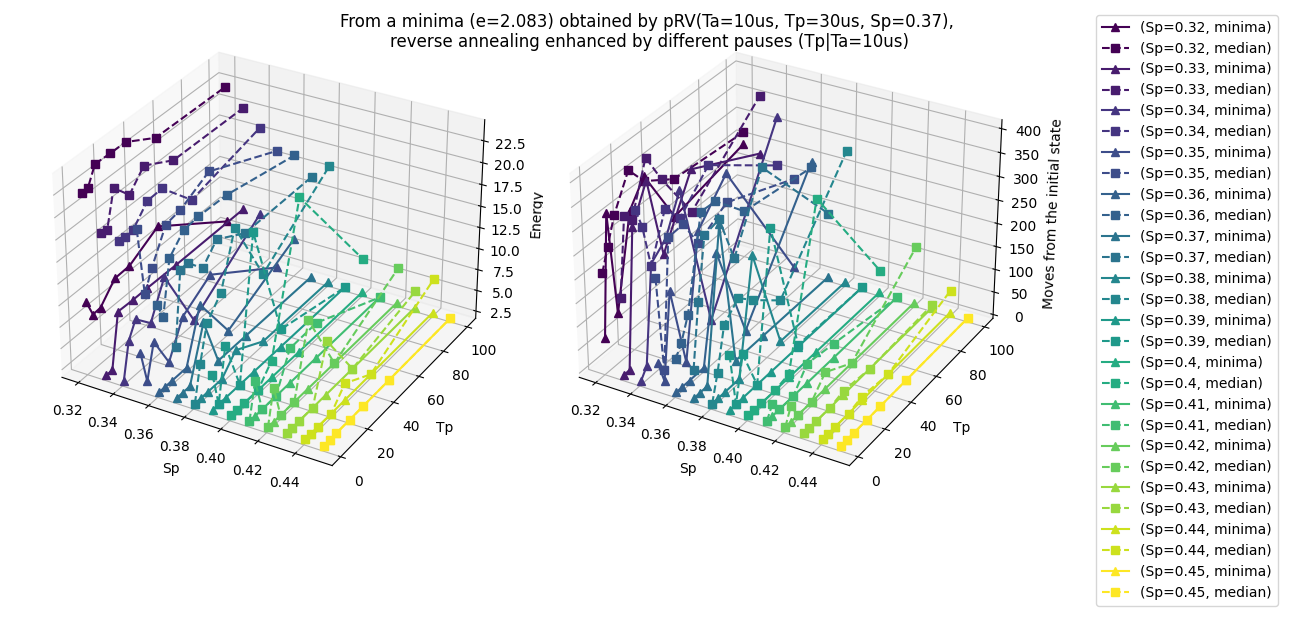 From a minima (e=2.083) obtained by pRV(Ta=10us, Tp=30us, Sp=0.37),
reverse annealing enhanced by different pauses (Tp|Ta=10us)
22.5
20.0
17.5
15.0
12.5
10.0
7.5
5.0
2.5
Energy
100
80
60
40
20
0
Tp
0.32
0.34
0.36
0.38
0.40
0.42
0.44
Sp
400
350
300
250
200
150
100
50
0
Moves from the initial state
100
80
60
40
20
0
Tp
0.32
0.34
0.36
0.38
0.40
0.42
0.44
Sp
(Sp=0.32, minima)
(Sp=0.32, median)
(Sp=0.33, minima)
(Sp=0.33, median)
(Sp=0.34, minima)
(Sp=0.34, median)
(Sp=0.35, minima)
(Sp=0.35, median)
(Sp=0.36, minima)
(Sp=0.36, median)
(Sp=0.37, minima)
(Sp=0.37, median)
(Sp=0.38, minima)
(Sp=0.38, median)
(Sp=0.39, minima)
(Sp=0.39, median)
(Sp=0.4, minima)
(Sp=0.4, median)
(Sp=0.41, minima)
(Sp=0.41, median)
(Sp=0.42, minima)
(Sp=0.42, median)
(Sp=0.43, minima)
(Sp=0.43, median)
(Sp=0.44, minima)
(Sp=0.44, median)
(Sp=0.45, minima)
(Sp=0.45, median)